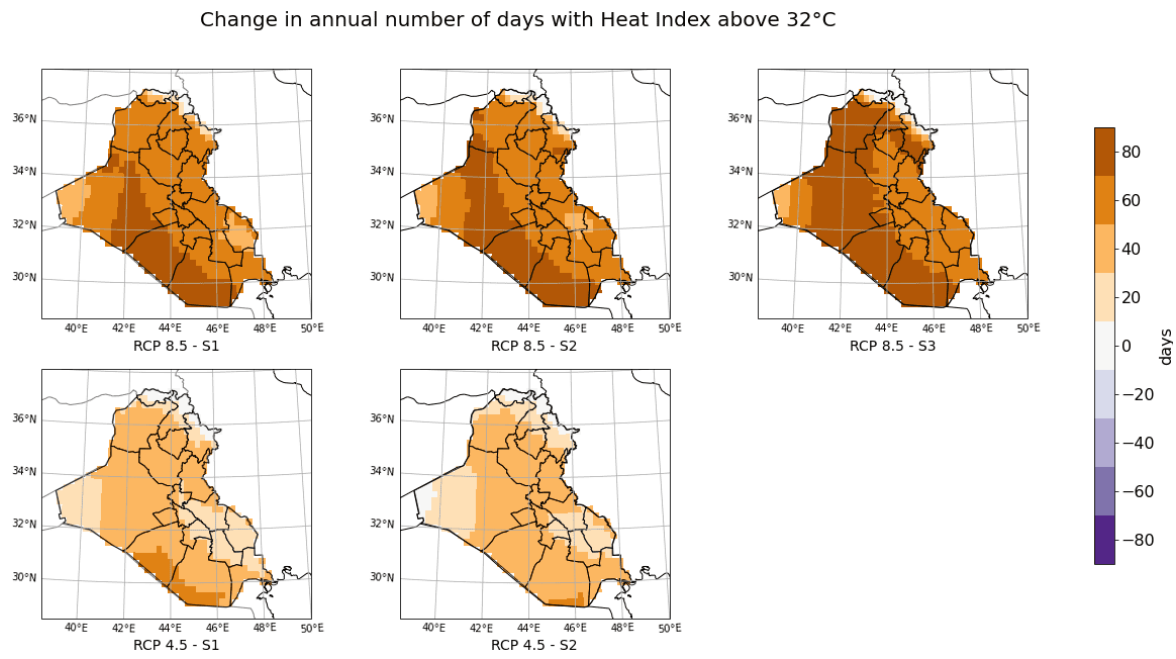 Change in annual number of days with Heat Index above 32°C
36°N
34°N
32°N
30°N
40°E 42°E 44°E 46°E 48°E 50°E
RCP 8.5 - S1
36°N
34°N
32°N
30°N
40°E 42°E 44°E 46°E 48°E 50°E
RCP 8.5 - S2
36°N
34°N
32°N
30°N
40°E 42°E 44°E 46°E 48°E 50°E
RCP 8.5 - S3
36°N
34°N
32°N
30°N
40°E 42°E 44°E 46°E 48°E 50°E
RCP 4.5 - S1
36°N
34°N
32°N
30°N
40°E 42°E 44°E 46°E 48°E 50°E
RCP 4.5 - S2
80
60
40
20
0
−20
−40
−60
−80
days